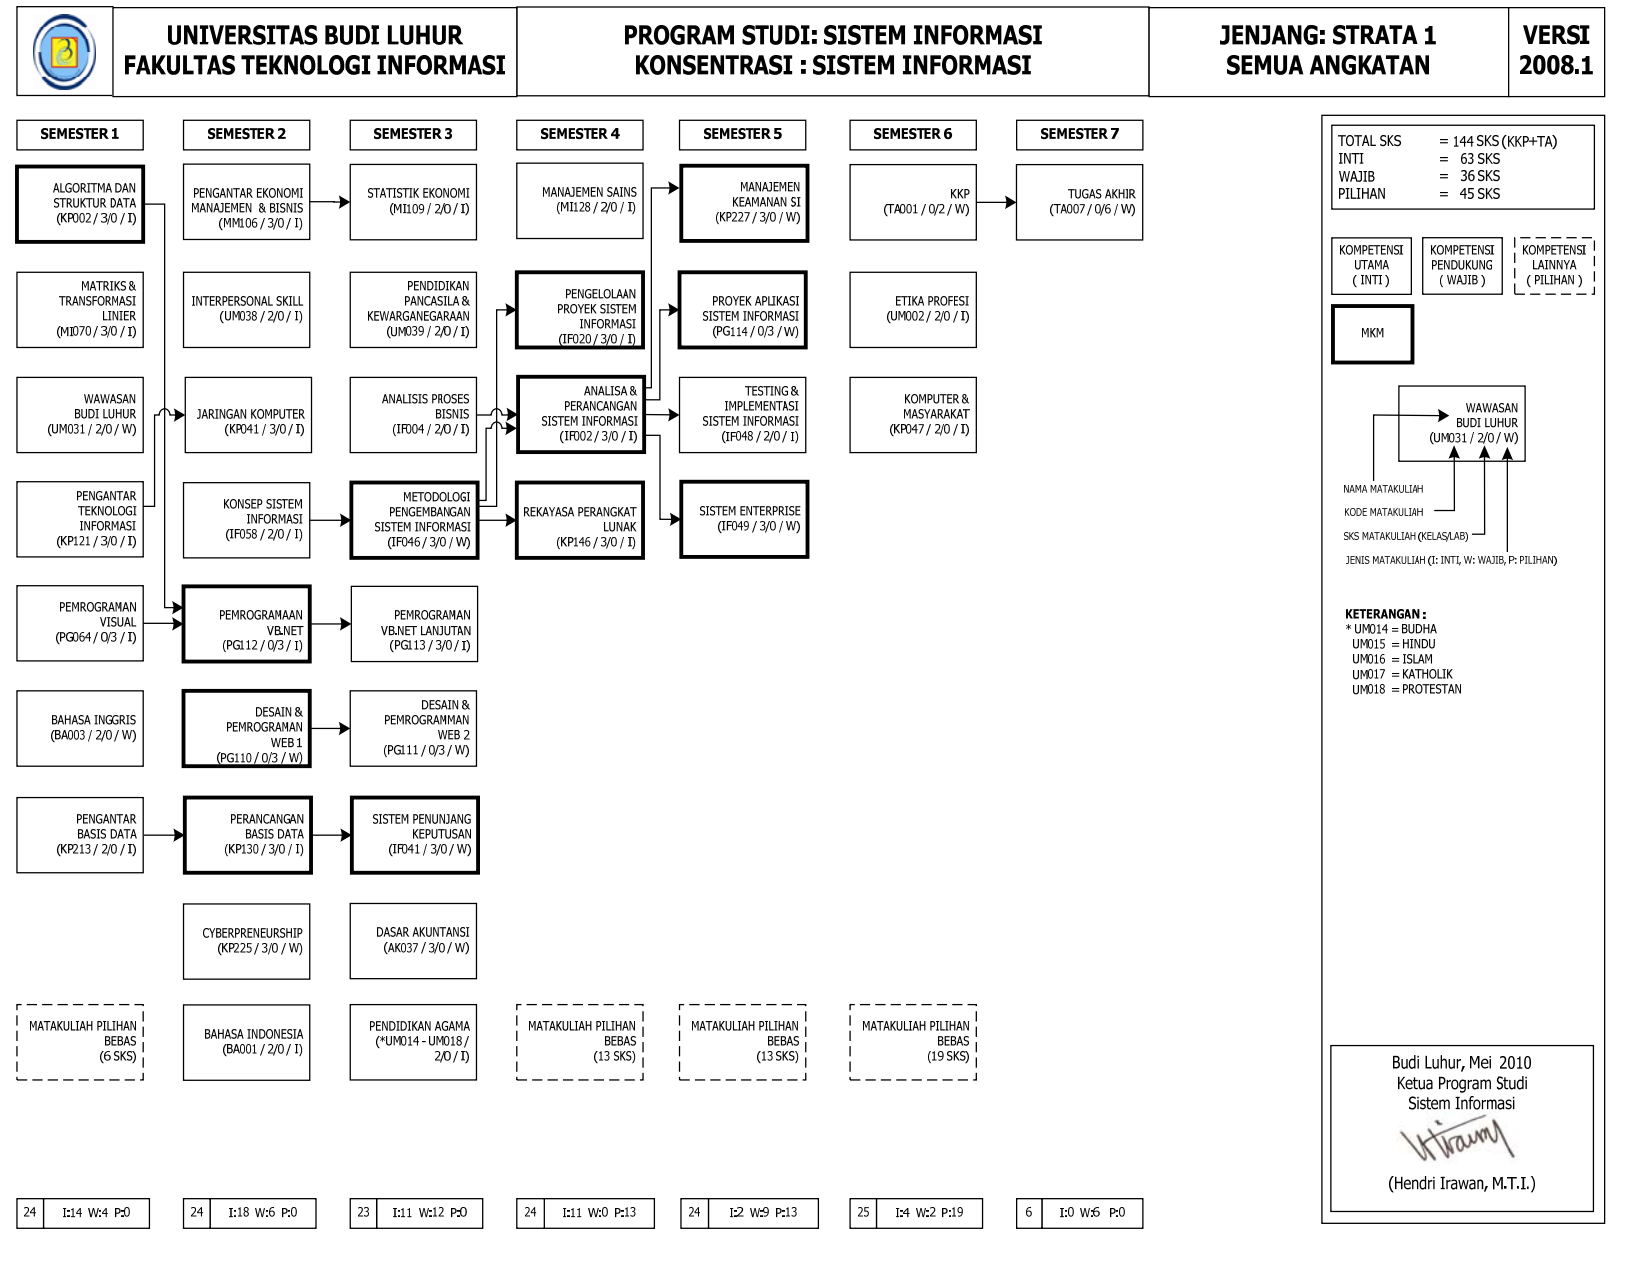 UNIVERSITAS BUDI LUHUR
FAKULTAS TEKNOLOGI INFORMASI
PROGRAM STUDI: SISTEM INFORMASI
KONSENTRASI : SISTEM INFORMASI
JENJANG: STRATA 1
SEMUA ANGKATAN
VERSI
2008.1
SEMESTER 1
ALGORITMA DAN
STRUKTUR DATA
(KP002 / 3/0 / I)
MATRIKS &
TRANSFORMASI
LINIER
(MI070 / 3/0 / I)
WAWASAN
BUDI LUHUR
(UM031 / 2/0 / W)
PENGANTAR
TEKNOLOGI
INFORMASI
(KP121 / 3/0 / I)
PEMROGRAMAN
VISUAL
(PG064 / 0/3 / I)
BAHASA INGGRIS
(BA003 / 2/0 / W)
PENGANTAR
BASIS DATA
(KP213 / 2/0 / I)
MATAKULIAH PILIHAN
BEBAS
(6 SKS)
24 I:14 W:4 P:0
SEMESTER 2
PENGANTAR EKONOMI
MANAJEMEN & BISNIS
(MM106 / 3/0 / I)
INTERPERSONAL SKILL
(UM038 / 2/0 / I)
JARINGAN KOMPUTER
(KP041 / 3/0 / I)
KONSEP SISTEM
INFORMASI
(IF058 / 2/0 / I)
PEMROGRAMAAN
VB.NET
(PG112 / 0/3 / I)
DESAIN &
PEMROGRAMAN
WEB 1
(PG110 / 0/3 / W)
PERANCANGAN
BASIS DATA
(KP130 / 3/0 / I)
CYBERPRENEURSHIP
(KP225 / 3/0 / W)
BAHASA INDONESIA
(BA001 / 2/0 / I)
24 I:18 W:6 P:0
SEMESTER 3
STATISTIK EKONOMI
(MI109 / 2/0 / I)
PENDIDIKAN
PANCASILA &
KEWARGANEGARAAN
(UM039 / 2/0 / I)
ANALISIS PROSES
BISNIS
(IF004 / 2/0 / I)
METODOLOGI
PENGEMBANGAN
SISTEM INFORMASI
(IF046 / 3/0 / W)
PEMROGRAMAN
VB.NET LANJUTAN
(PG113 / 3/0 / I)
DESAIN &
PEMROGRAMMAN
WEB 2
(PG111 / 0/3 / W)
SISTEM PENUNJANG
KEPUTUSAN
(IF041 / 3/0 / W)
DASAR AKUNTANSI
(AK037 / 3/0 / W)
PENDIDIKAN AGAMA
(*UM014 - UM018 /
2/0 / I)
23 I:11 W:12 P:0
SEMESTER 4
MANAJEMEN SAINS
(MI128 / 2/0 / I)
PENGELOLAAN
PROYEK SISTEM
INFORMASI
(IF020 / 3/0 / I)
ANALISA &
PERANCANGAN
SISTEM INFORMASI
(IF002 / 3/0 / I)
REKAYASA PERANGKAT
LUNAK
(KP146 / 3/0 / I)
MATAKULIAH PILIHAN
BEBAS
(13 SKS)
24 I:11 W:0 P:13
SEMESTER 5
MANAJEMEN
KEAMANAN SI
(KP227 / 3/0 / W)
PROYEK APLIKASI
SISTEM INFORMASI
(PG114 / 0/3 / W)
TESTING &
IMPLEMENTASI
SISTEM INFORMASI
(IF048 / 2/0 / I)
SISTEM ENTERPRISE
(IF049 / 3/0 / W)
MATAKULIAH PILIHAN
BEBAS
(13 SKS)
24 I:2 W:9 P:13
SEMESTER 6
KKP
(TA001 / 0/2 / W)
ETIKA PROFESI
(UM002 / 2/0 / I)
KOMPUTER &
MASYARAKAT
(KP047 / 2/0 / I)
MATAKULIAH PILIHAN
BEBAS
(19 SKS)
25 I:4 W:2 P:19
SEMESTER 7
TUGAS AKHIR
(TA007 / 0/6 / W)
6 I:0 W:6 P:0
TOTAL SKS = 144 SKS (KKP+TA)
INTI = 63 SKS
WAJIB = 36 SKS
PILIHAN = 45 SKS
KOMPETENSI
UTAMA
( INTI )
KOMPETENSI
PENDUKUNG
( WAJIB )
KOMPETENSI
LAINNYA
( PILIHAN )
MKM
WAWASAN
BUDI LUHUR
(UM031 / 2/0 / W)
NAMA MATAKULIAH
KODE MATAKULIAH
SKS MATAKULIAH (KELAS/LAB)
JENIS MATAKULIAH (I: INTI, W: WAJIB, P: PILIHAN)
KETERANGAN :
* UM014 = BUDHA
UM015 = HINDU
UM016 = ISLAM
UM017 = KATHOLIK
UM018 = PROTESTAN
Budi Luhur, Mei 2010
Ketua Program Studi
Sistem Informasi
(Hendri Irawan, M.T.I.)